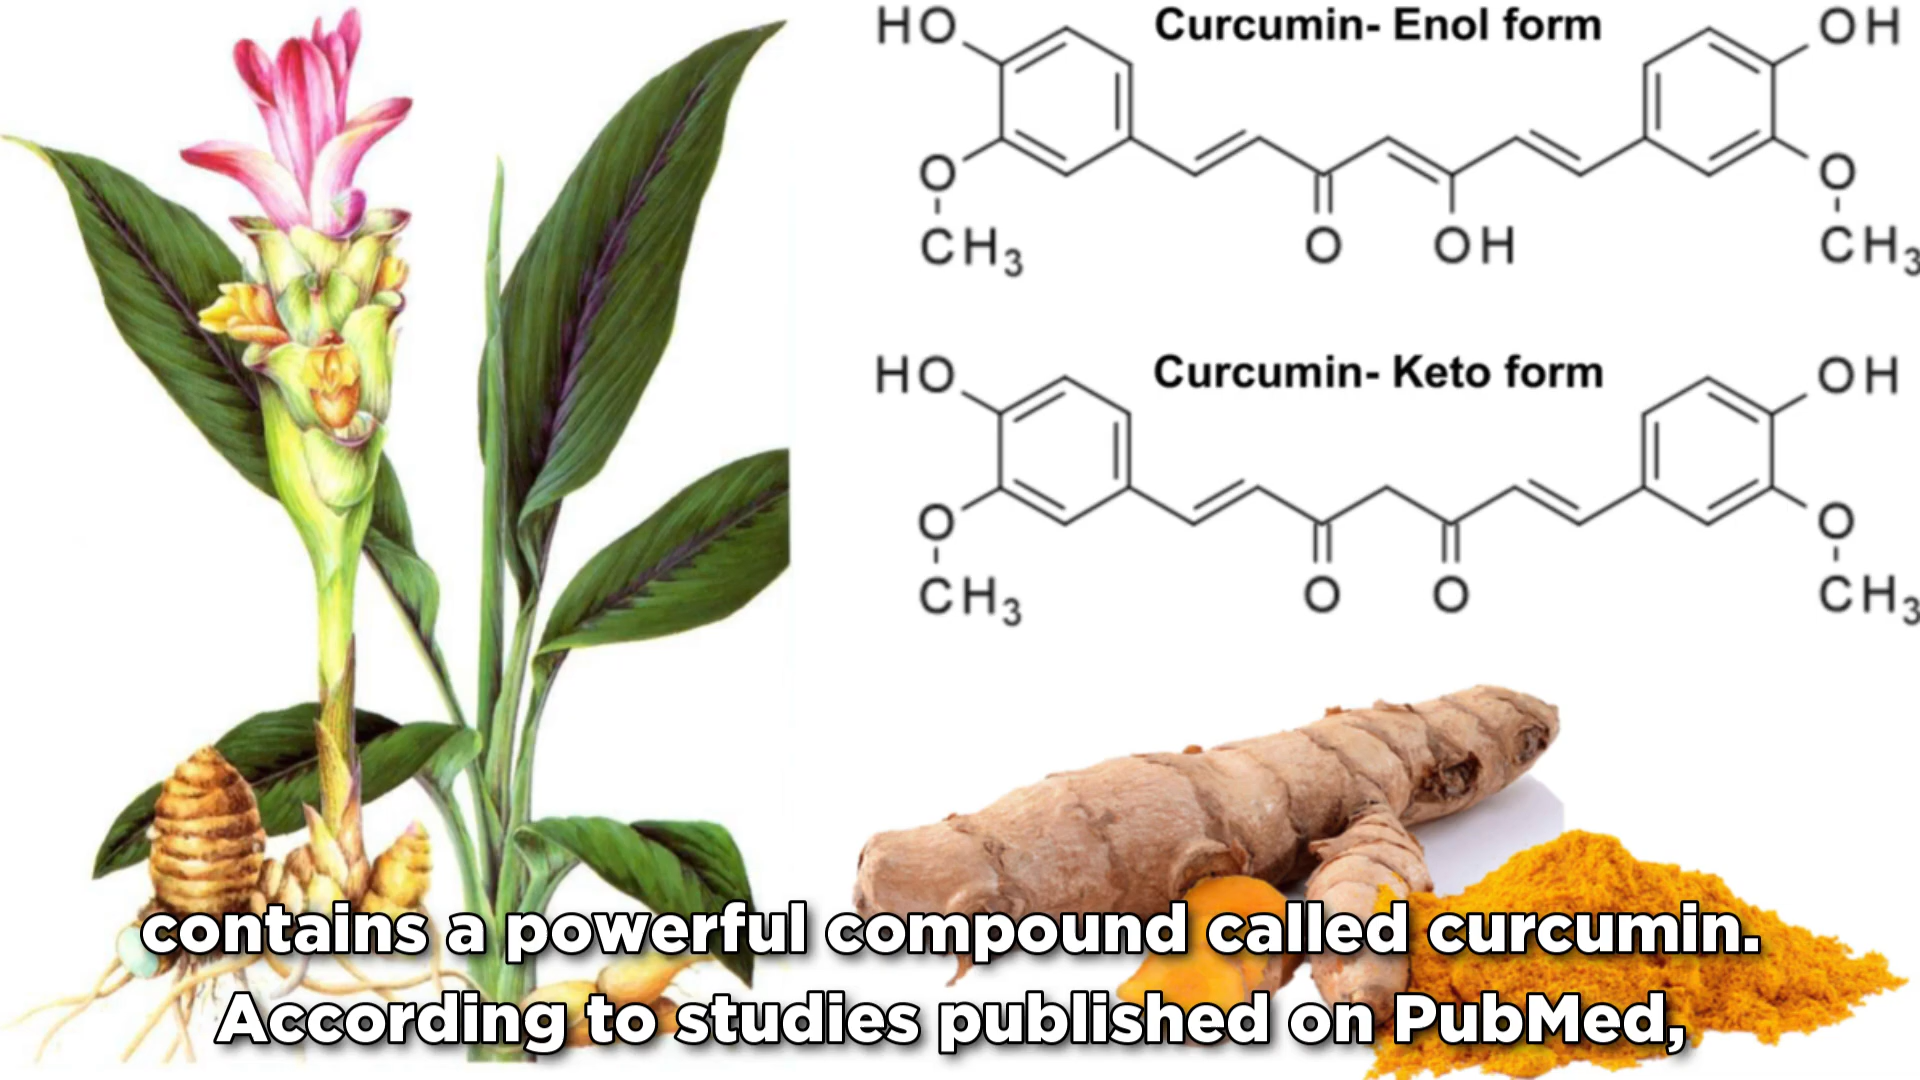 HO
Curcumin- Enol form
OH
O
O
CH3
O
OH
CH3
HO
Curcumin- Keto form
OH
O
O
CH3
O
O
CH3
contains a powerful compound called curcumin.
According to studies published on PubMed,